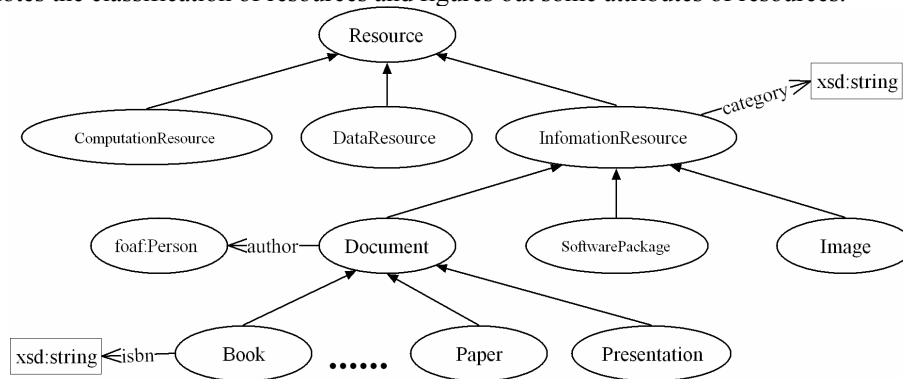 notes the classification of resources and figures out some attributes of resources.
Resource
xsd:string
category
ComputationResource
DataResource
InfomationResource
foaf:Person
author
Document
SoftwarePackage
Image
xsd:string
isbn
Book
......
Paper
Presentation